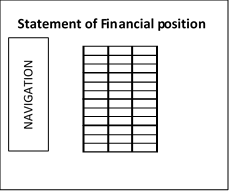 Statement of Financial position
NAVIGATION